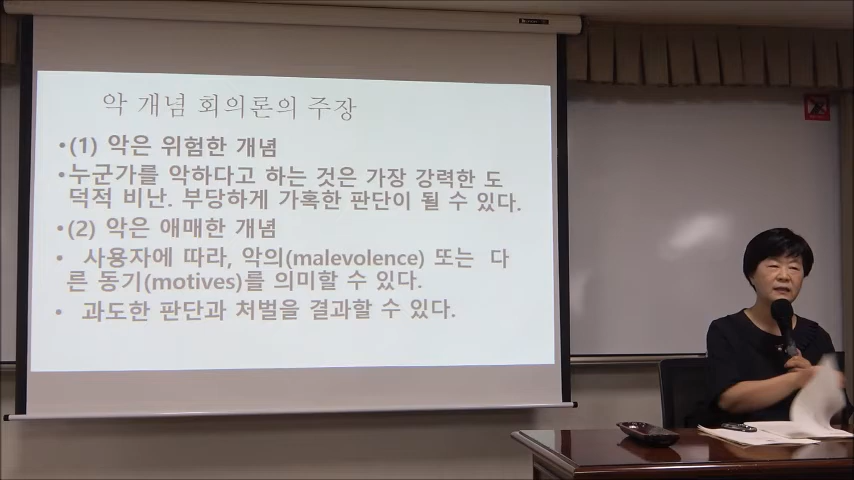 악 개념 회의론의 주장
•(1) 악은 위험한 개념
•누군가를 악하다고 하는 것은 가장 강력한 도
덕적 비난. 부당하게 가혹한 판단이 될 수 있다.
•(2) 악은 애매한 개념
• 사용자에 따라, 악의(malevolence) 또는 다
른 동기(motives)를 의미할 수 있다.
• 과도한 판단과 처벌을 결과할 수 있다.